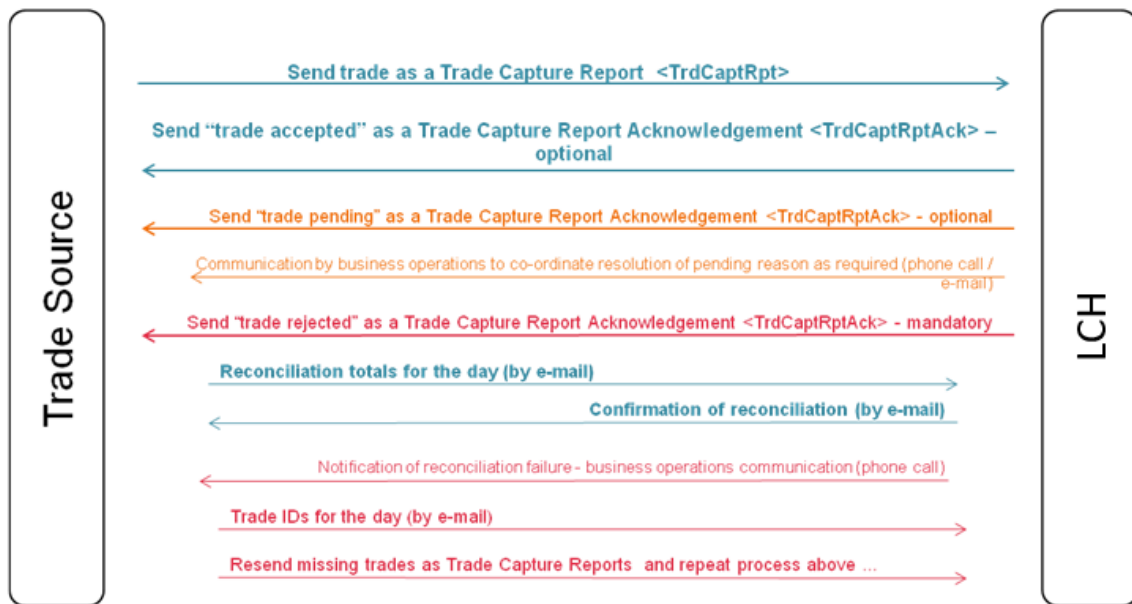 Send trade as a Trade Capture Report <TrdCaptRpt>
Send “trade accepted” as a Trade Capture Report Acknowledgement <TrdCaptRptAck> –
optional
Send “trade pending” as a Trade Capture Report Acknowledgement <TrdCaptRptAck> - optional
Communication by business operations to co-ordinate resolution of pending reason as required (phone call /
e-mail)
Send “trade rejected” as a Trade Capture Report Acknowledgement <TrdCaptRptAck> - mandatory
Reconciliation totals for the day (by e-mail)
Confirmation of reconciliation (by e-mail)
Notification of reconciliation failure - business operations communication (phone call)
Trade IDs for the day (by e-mail)
Resend missing trades as Trade Capture Reports and repeat process above ...
Trade Source
LCH